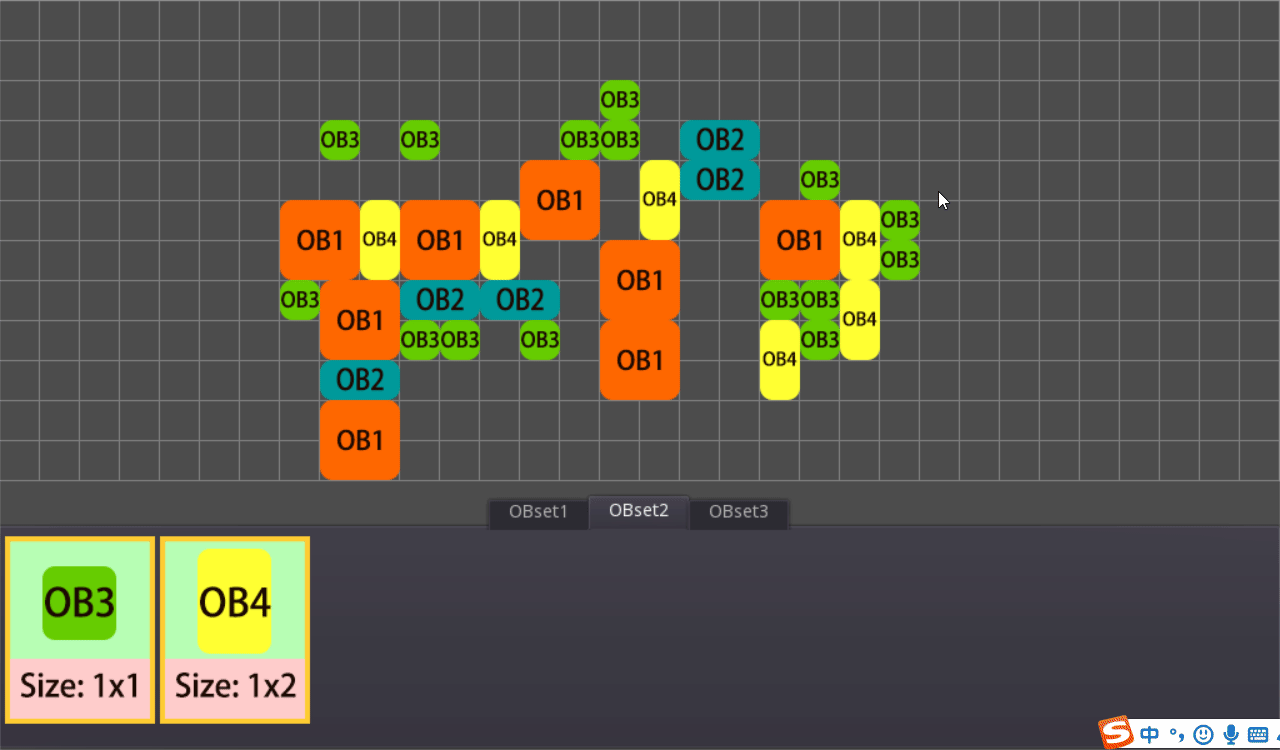 OB3
OB3 OB3 OB3 OB3 OB2
OB1 OB4 OB2 OB3
OB1 OB4 OB1 OB4 OB1 OB4 OB3
OB3
OB3 OB1 OB2 OB2 OB1 OB3 OB3 OB4
OB3 OB3 OB3 OB1 OB4 OB3
OB2
OB1
OBset1 OBset2 OBset3
OB3 OB4
Size: 1x1 Size: 1x2
S 中 °,